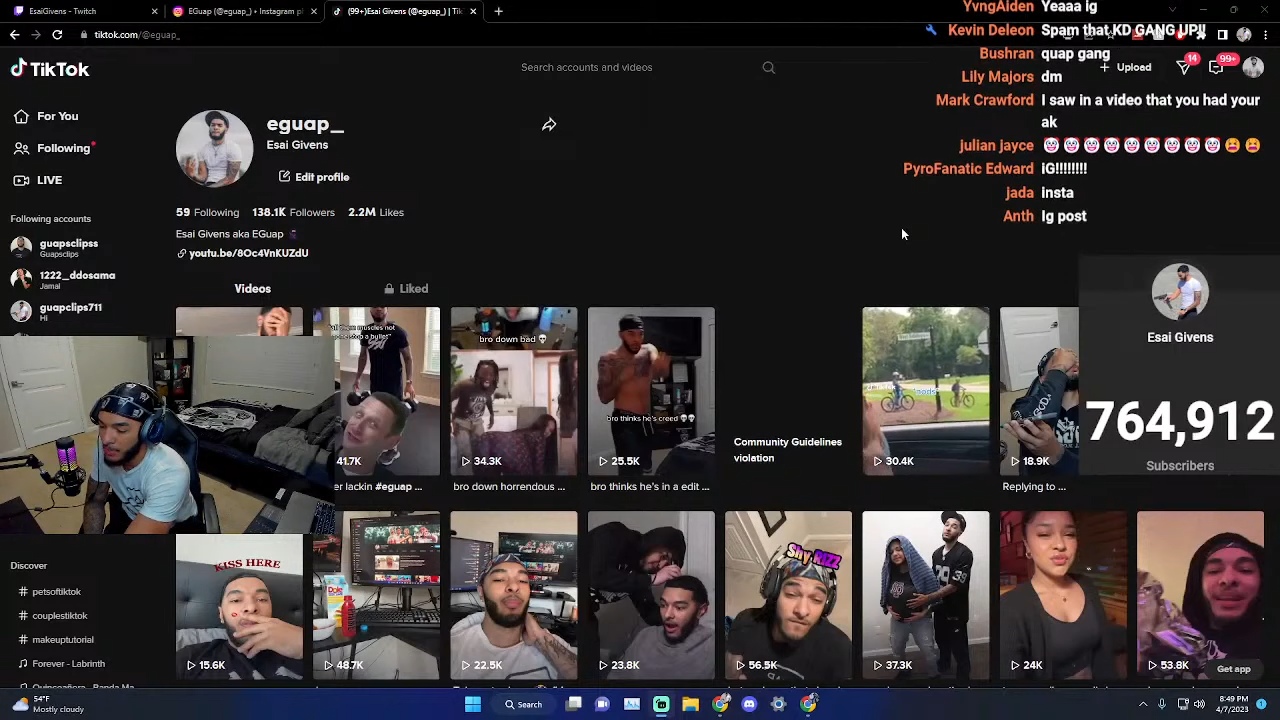 EsaiGivens - Twitch
EGuap (@eguap_) • Instagram pl
(99+) Esai Givens (@eguap_) | Tik
tiktok.com/@eguap_
YvngAiden Yeaaa ig
Kevin Deleon Spam that KD GANG UP!!
Bushran quap gang
Lily Majors dm
Mark Crawford I saw in a video that you had your
ak
julian jayce 🤡🤡🤡🤡🤡🤡🤡🤡🤡😫😫
PyroFanatic Edward iG!!!!!!!!
jada insta
Anth Ig post
TikTok
Search accounts and videos
Upload
14
99+
For You
Following
LIVE
Following accounts
guapsclipss
Guapsclips
1222__ddosama
Jamal
guapclips711
Hi
eguap_
Esai Givens
Edit profile
59 Following 138.1K Followers 2.2M Likes
Esai Givens aka EGuap
youtu.be/8Oc4VnKUZdU
Videos
Liked
bro down bad 💀
bro thinks he's creed 💀💀
Community Guidelines
violation
41.7K
34.3K
25.5K
30.4K
18.9K
er lackin #eguap ...
bro down horrendous ...
bro thinks he's in a edit ...
Replying to ...
Esai Givens
764,912
Subscribers
Discover
# petsoftiktok
# couplestiktok
# makeuptutorial
Forever - Labrinth
KISS HERE
Dole
Shy RIZZ
15.6K
48.7K
22.5K
23.8K
56.5K
37.3K
24K
53.8K
Get app
54°F
Mostly cloudy
Search
8:49 PM
4/7/2023